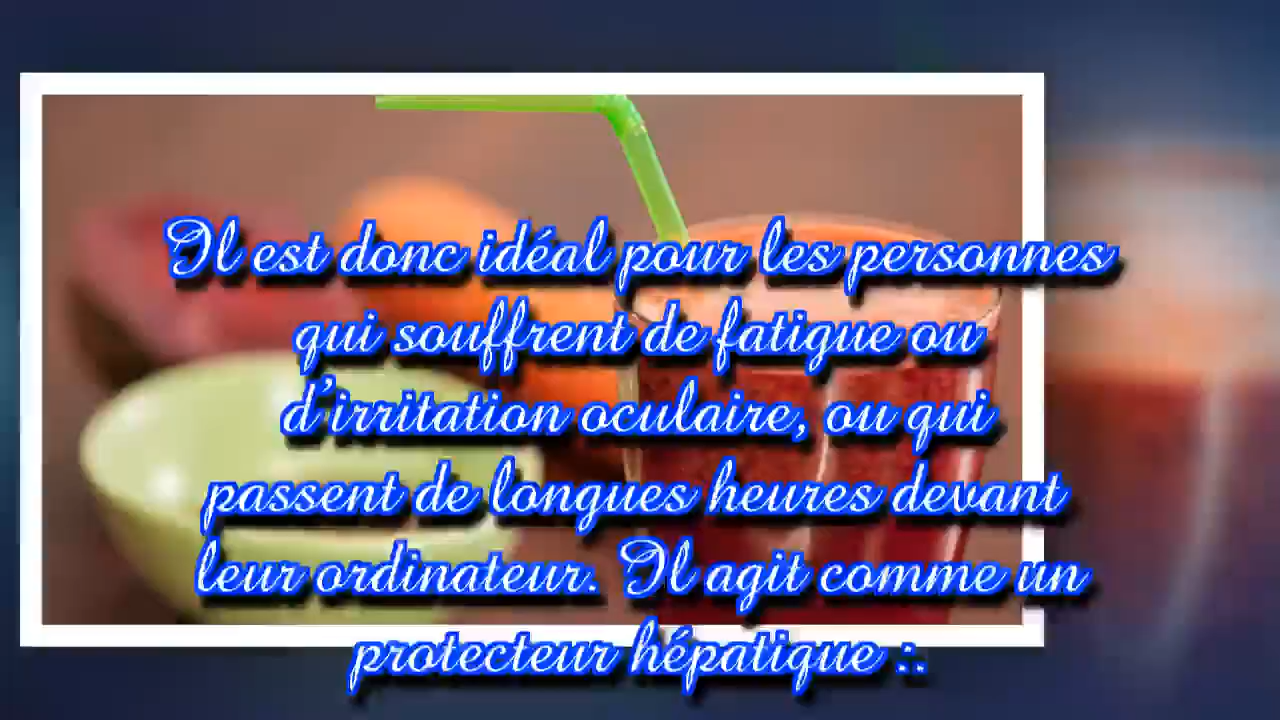 Il est donc idéal pour les personnes
qui souffrent de fatigue ou
d’irritation oculaire, ou qui
passent de longues heures devant
leur ordinateur. Il agit comme un
protecteur hépatique :.